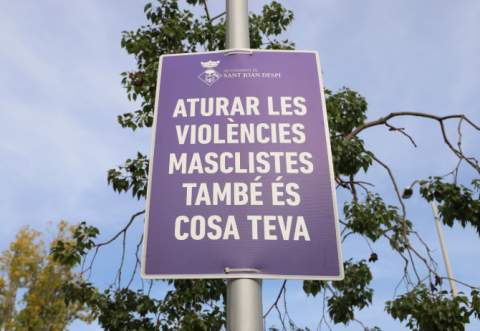 AJUNTAMENT DE
SANT JOAN DESPÍ
ATURAR LES
VIOLÈNCIES
MASCLISTES
TAMBÉ ÉS
COSA TEVA